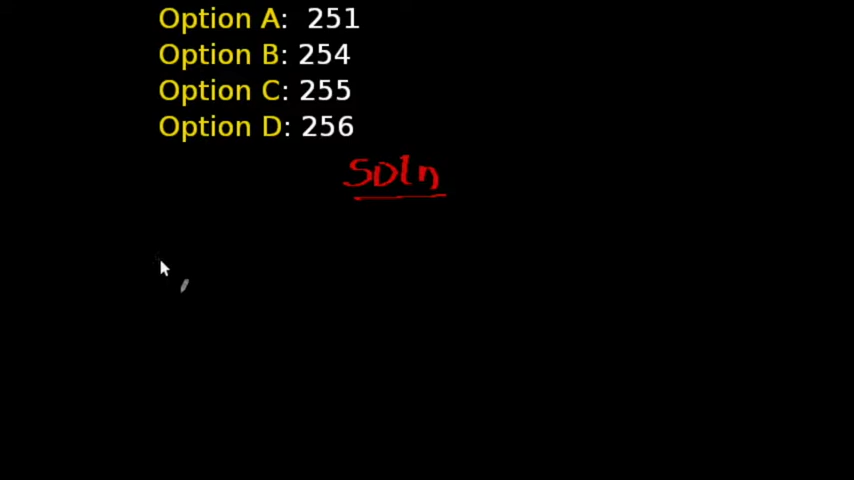 Option A: 251
Option B: 254
Option C: 255
Option D: 256
Soln